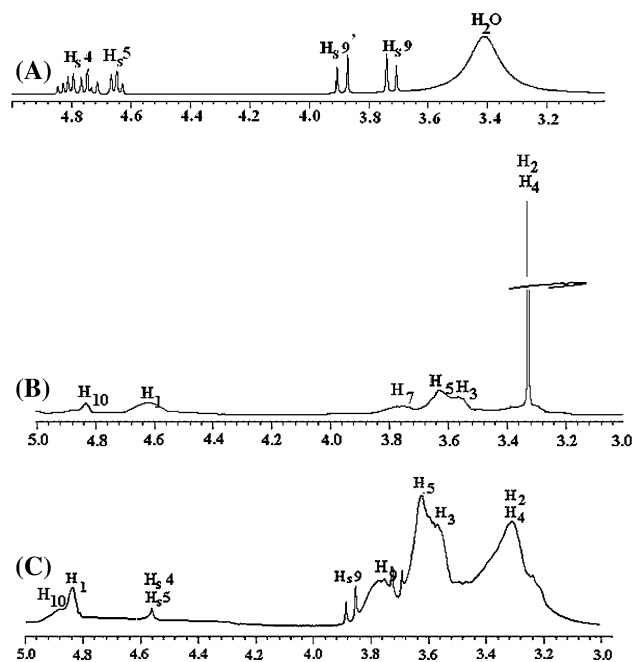 H2O
Hs4 Hs5 Hs9' Hs9
(A)
4.8 4.6 4.4 4.2 4.0 3.8 3.6 3.4 3.2
H2
H4
(B)
H10 H1 H7 H.5 H3
5.0 4.8 4.6 4.4 4.2 4.0 3.8 3.6 3.4 3.2 3.0
H.5 H3 H2
H4
(C)
H10 H1 Hs4 Hs9 H9
Hs5
5.0 4.8 4.6 4.4 4.2 4.0 3.8 3.6 3.4 3.2 3.0